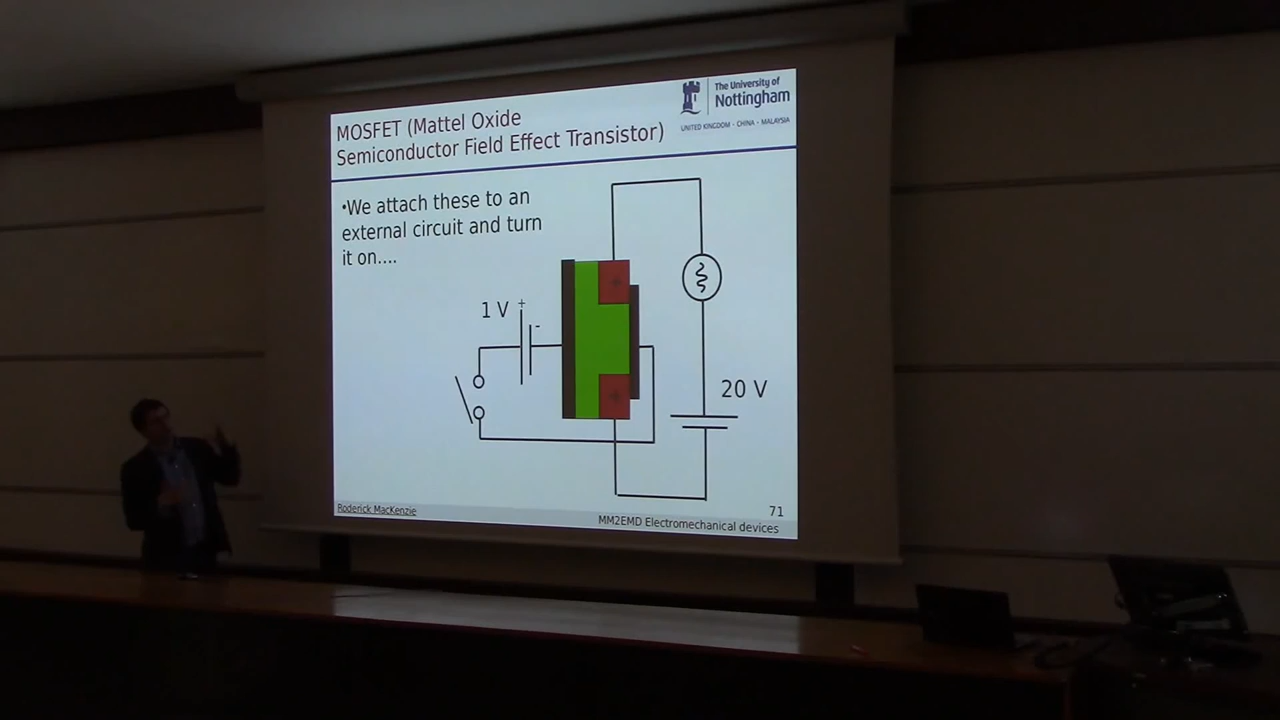 MOSFET (Mattel Oxide
Semiconductor Field Effect Transistor)
The University of
Nottingham
UNITED KINGDOM · CHINA · MALAYSIA
•We attach these to an
external circuit and turn
it on....
1 V
+
-
+
+
20 V
Roderick MacKenzie
71
MM2EMD Electromechanical devices